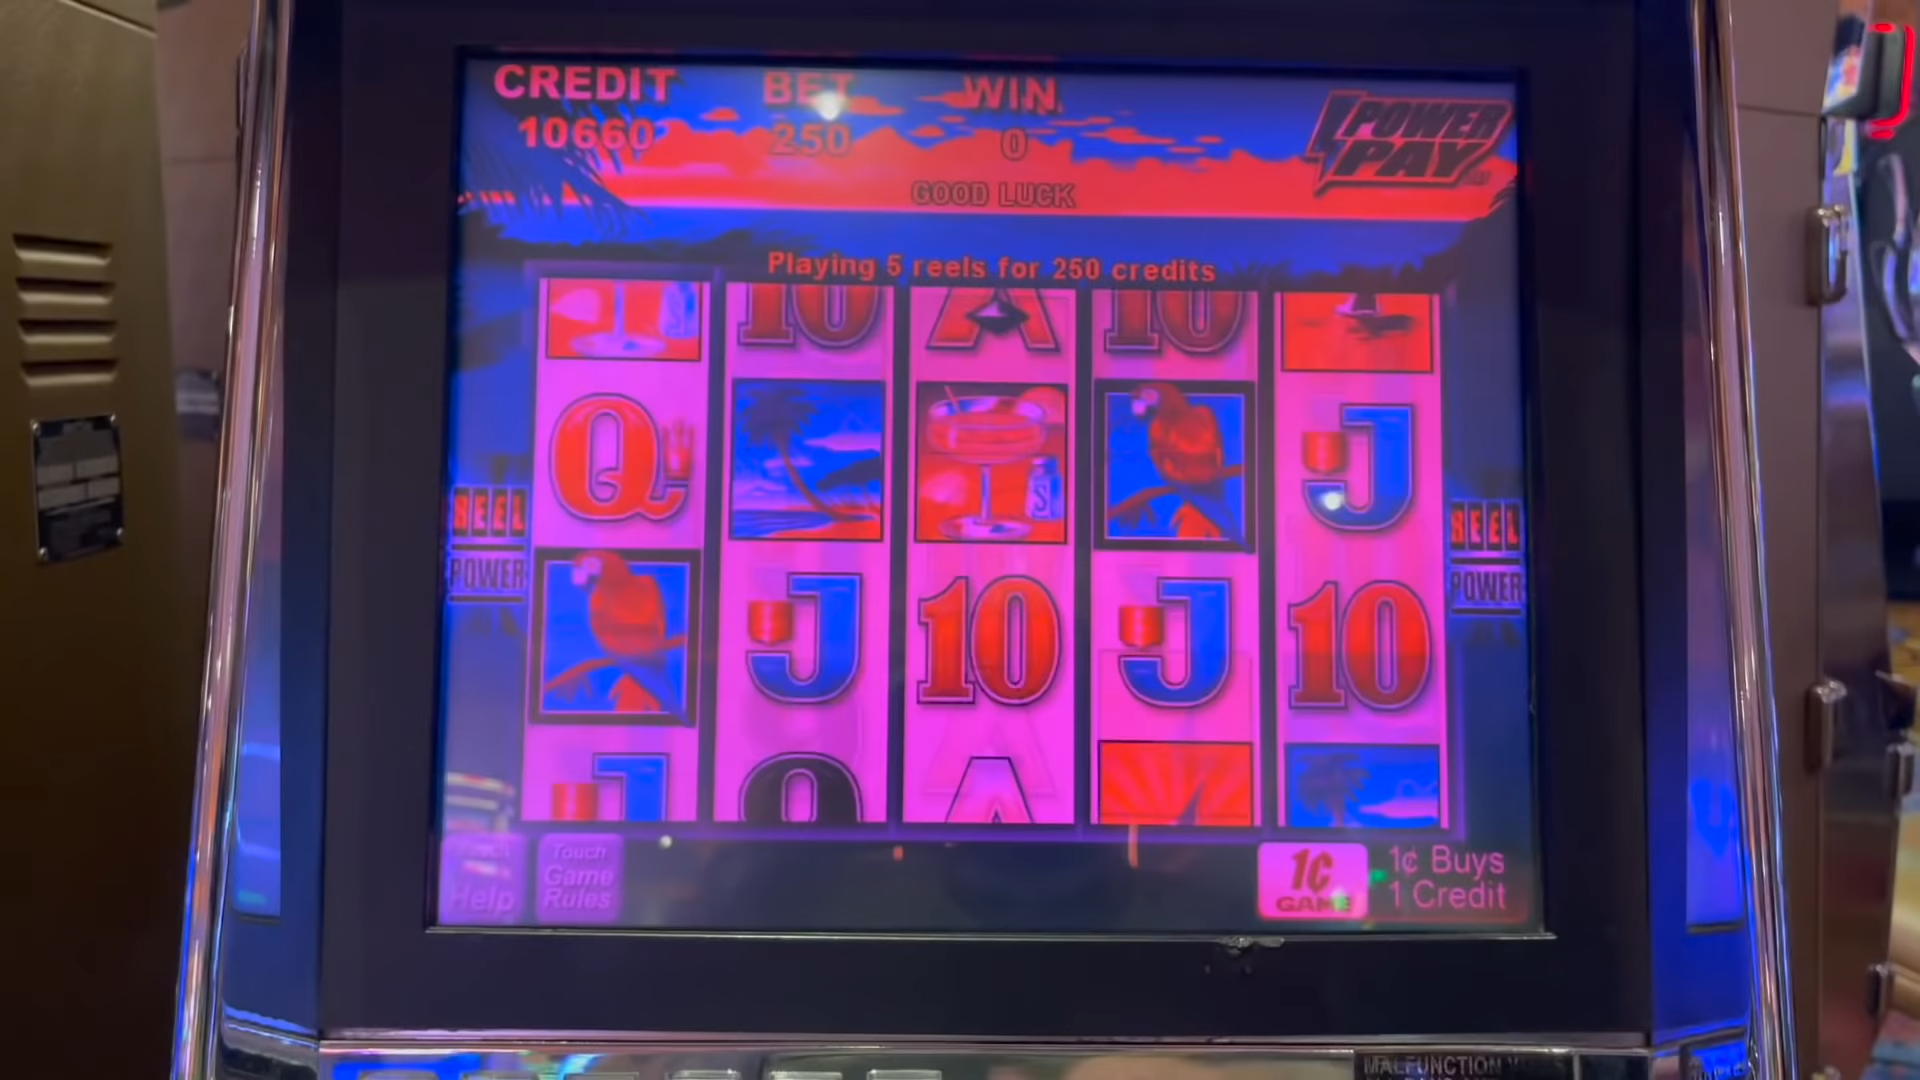 CREDIT BET WIN
10660 250 0
POWER PAY
GOOD LUCK
Playing 5 reels for 250 credits
10 A 10
Q S J
REEL POWER
REEL POWER
J 10 J 10
J Q A
Help
Touch Game Rules
1¢ GAME
1¢ Buys
1 Credit
MALFUNCTION